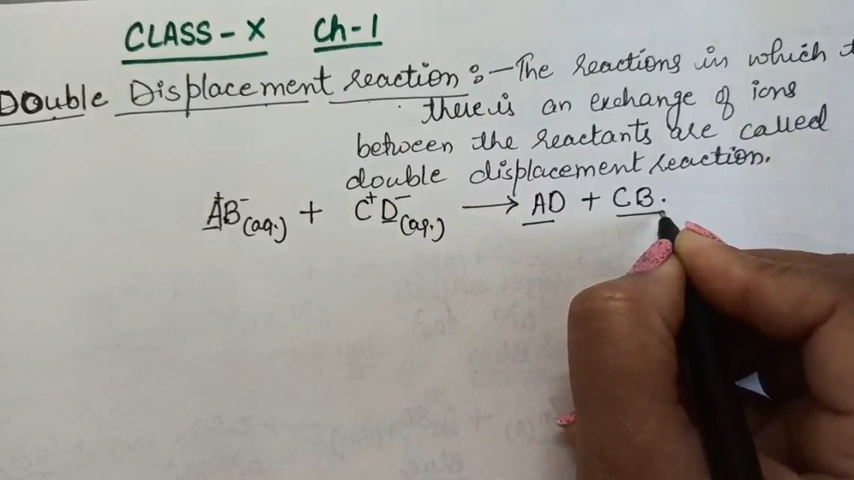 CLASS-X Ch-1
Double Displacement reaction :- The reactions in which
there is an exchange of ions
between the reactants are called
double displacement reaction.
A⁺B⁻(aq.) + C⁺D⁻(aq.) → AD + CB.